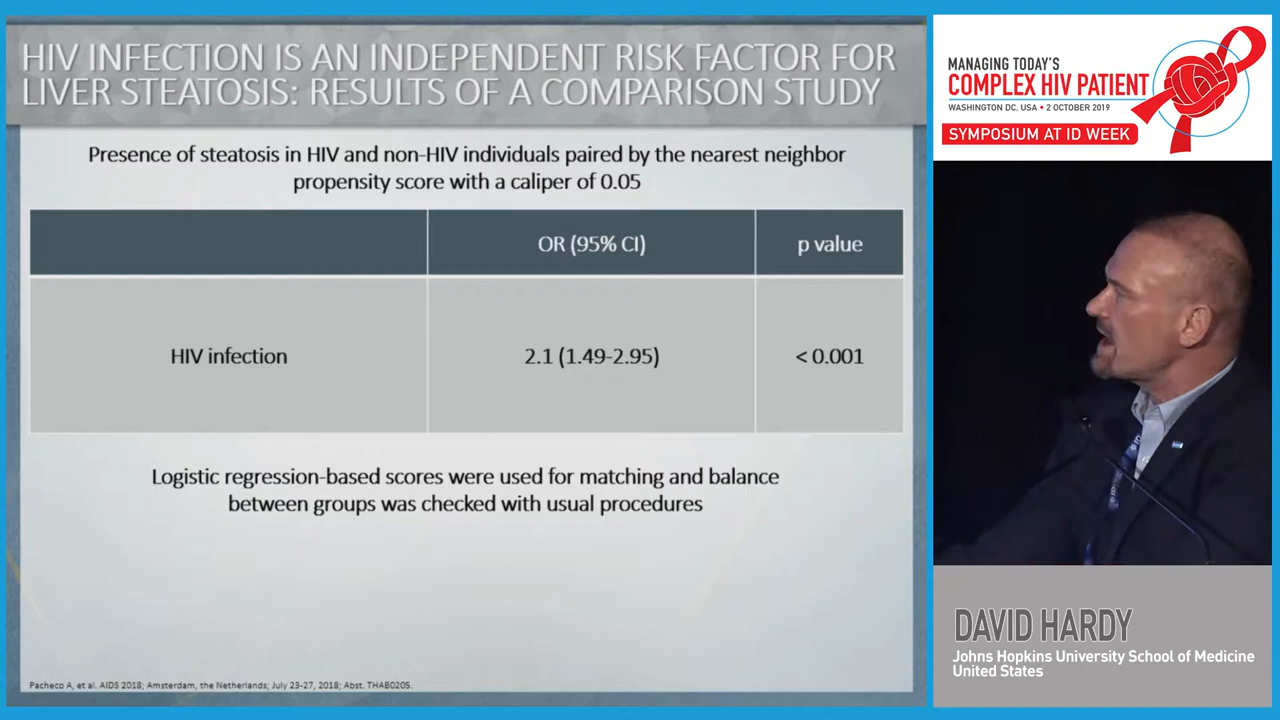 HIV INFECTION IS AN INDEPENDENT RISK FACTOR FOR
LIVER STEATOSIS: RESULTS OF A COMPARISON STUDY
Presence of steatosis in HIV and non-HIV individuals paired by the nearest neighbor
propensity score with a caliper of 0.05
OR (95% CI)
p value
HIV infection
2.1 (1.49-2.95)
< 0.001
Logistic regression-based scores were used for matching and balance
between groups was checked with usual procedures
Pacheco A, et al. AIDS 2018; Amsterdam, the Netherlands; July 23-27, 2018; Abst. THAB0205.
MANAGING TODAY'S
COMPLEX HIV PATIENT
WASHINGTON DC, USA • 2 OCTOBER 2019
SYMPOSIUM AT ID WEEK
DAVID HARDY
Johns Hopkins University School of Medicine
United States